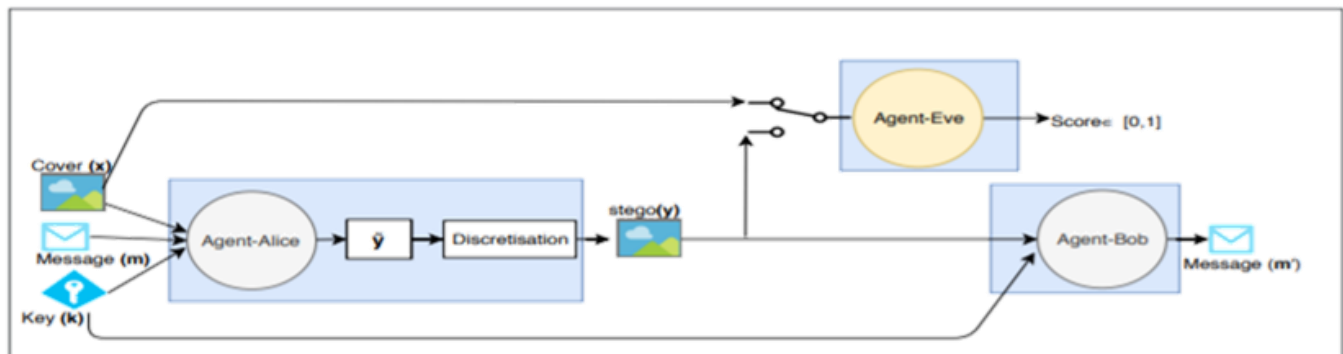 Agent-Eve
Score∈ [0,1]
Cover (x)
stego(y)
Agent-Alice
ỹ
Discretisation
Agent-Bob
Message (m)
Message (m')
Key (k)